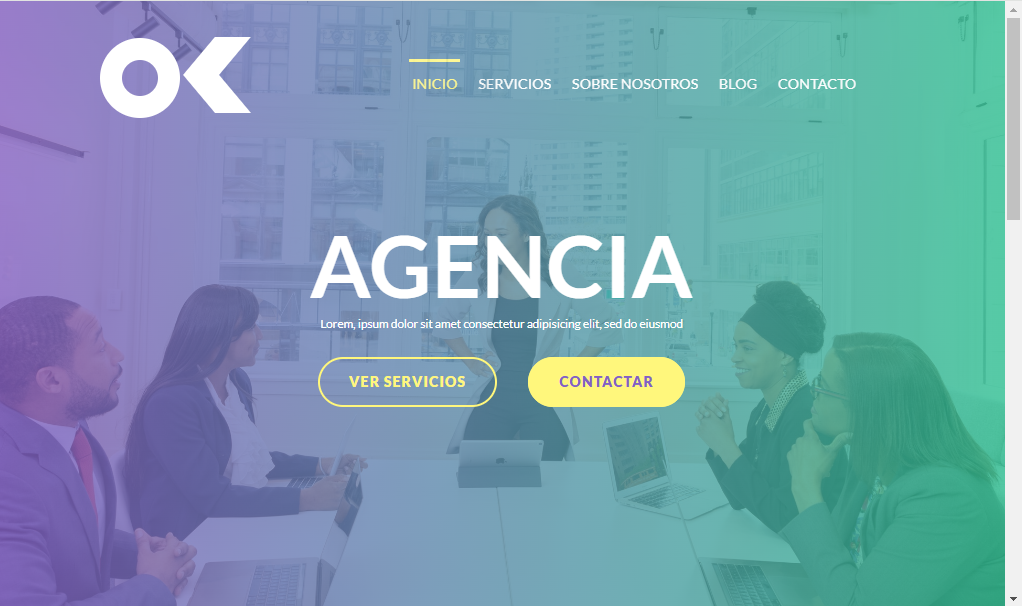 OK
INICIO SERVICIOS SOBRE NOSOTROS BLOG CONTACTO
AGENCIA
Lorem, ipsum dolor sit amet consectetur adipisicing elit, sed do eiusmod
VER SERVICIOS CONTACTAR